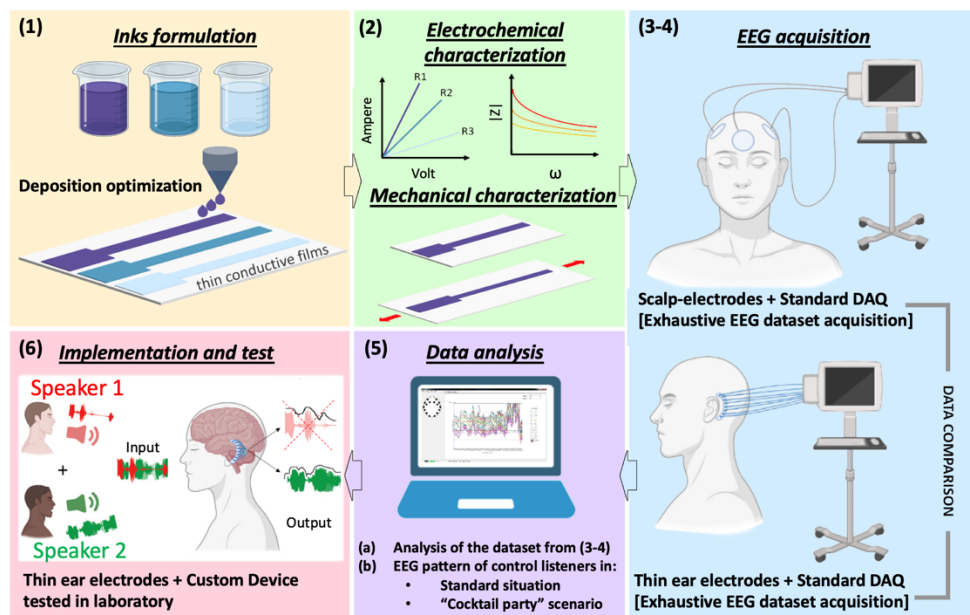 (1)
Inks formulation
Deposition optimization
thin conductive films
(2)
Electrochemical
characterization
Ampere
R1
R2
R3
Volt
|Z|
ω
Mechanical characterization
(3-4)
EEG acquisition
Scalp-electrodes + Standard DAQ
[Exhaustive EEG dataset acquisition]
DATA COMPARISON
Thin ear electrodes + Standard DAQ
[Exhaustive EEG dataset acquisition]
(5)
Data analysis
(a) Analysis of the dataset from (3-4)
(b) EEG pattern of control listeners in:
• Standard situation
• “Cocktail party” scenario
(6)
Implementation and test
Speaker 1
+
Input
Speaker 2
Output
Thin ear electrodes + Custom Device
tested in laboratory